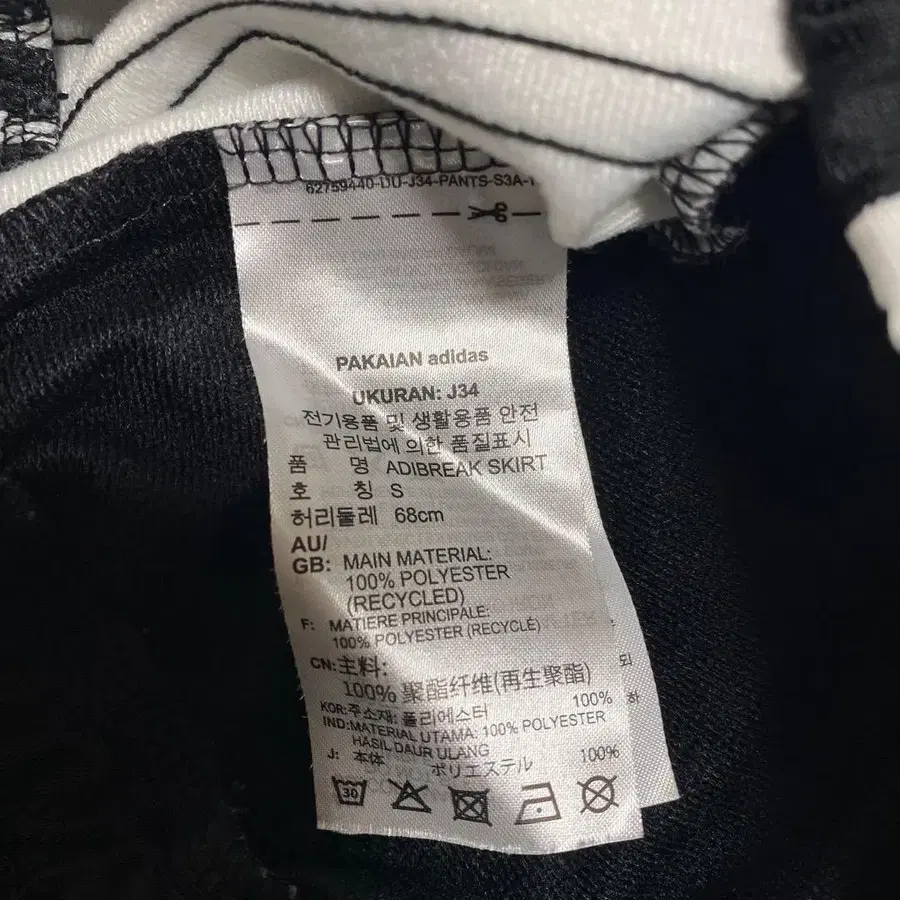 62759440-DU-J34-PANTS-S3A-1
PAKAIAN adidas
UKURAN: J34
전기용품 및 생활용품 안전
관리법에 의한 품질표시
품 명 ADIBREAK SKIRT
호 칭 S
허리둘레 68cm
AU/
GB: MAIN MATERIAL:
100% POLYESTER
(RECYCLED)
F: MATIERE PRINCIPALE:
100% POLYESTER (RECYCLÉ)
CN:主料:
100% 聚酯纤维(再生聚酯)
KOR:주소재: 폴리에스터 100%
IND:MATERIAL UTAMA: 100% POLYESTER
HASIL DAUR ULANG
J: 本体 ポリエステル 100%
30
되
하